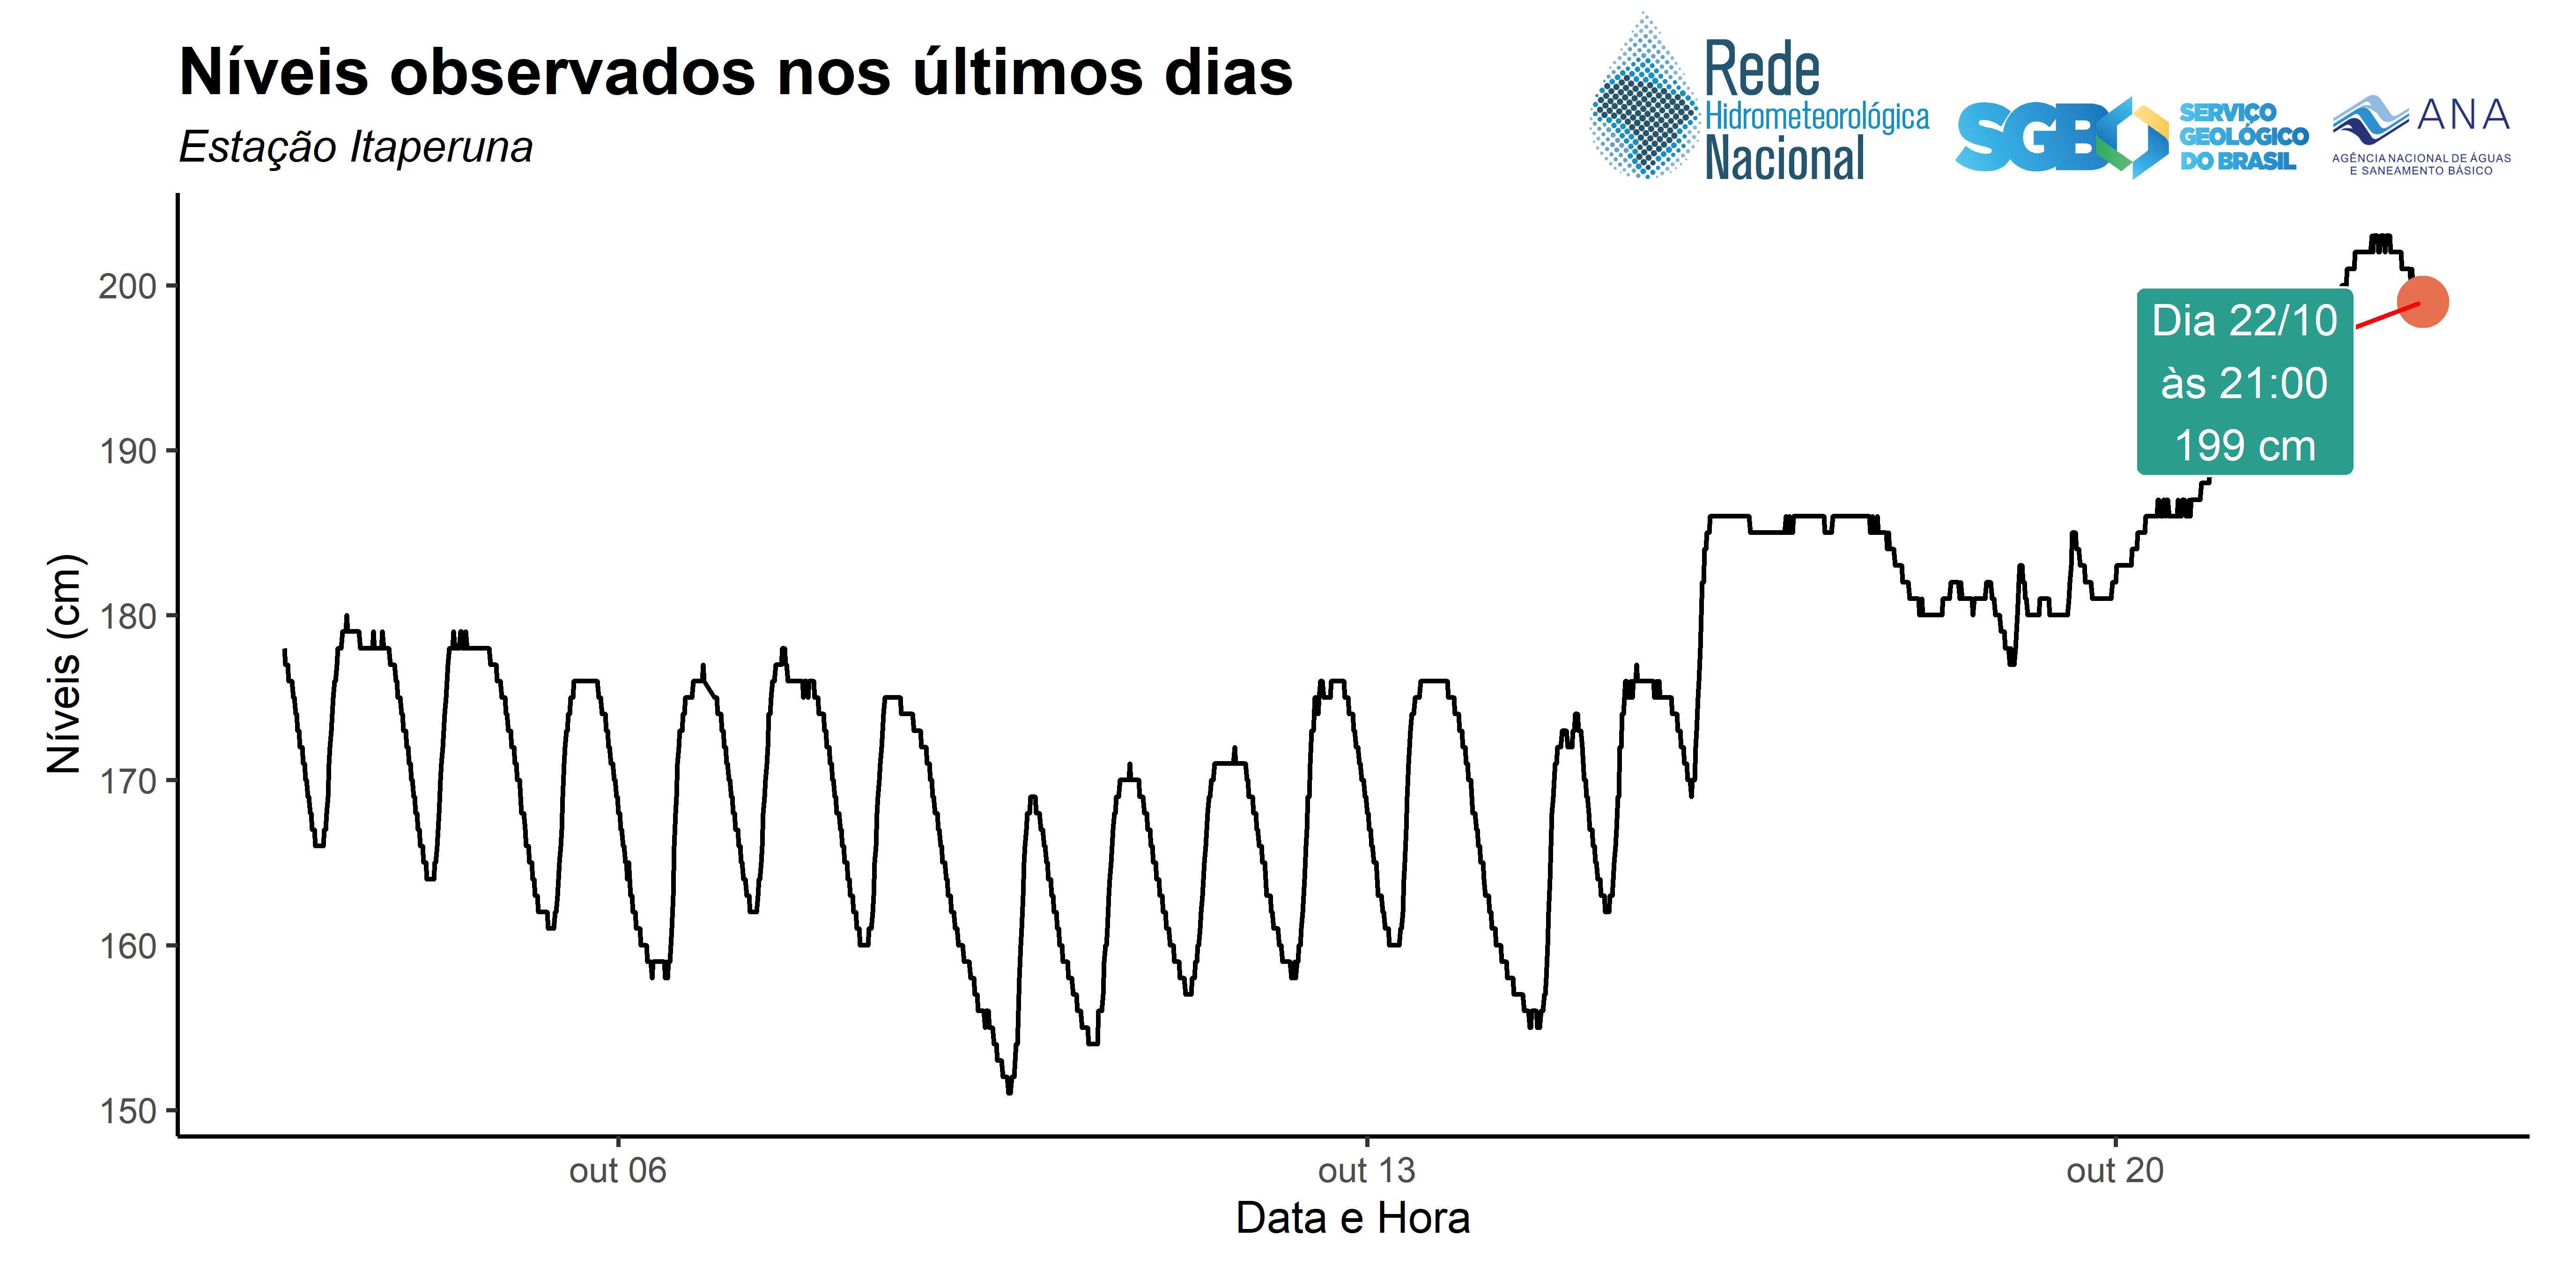 Níveis observados nos últimos dias
Estação Itaperuna
Rede
Hidrometeorológica
Nacional
SGB
SERVIÇO
GEOLÓGICO
DO BRASIL
ANA
AGÊNCIA NACIONAL DE ÁGUAS
E SANEAMENTO BÁSICO
Níveis (cm)
200
190
180
170
160
150
Dia 22/10
às 21:00
199 cm
out 06
out 13
out 20
Data e Hora